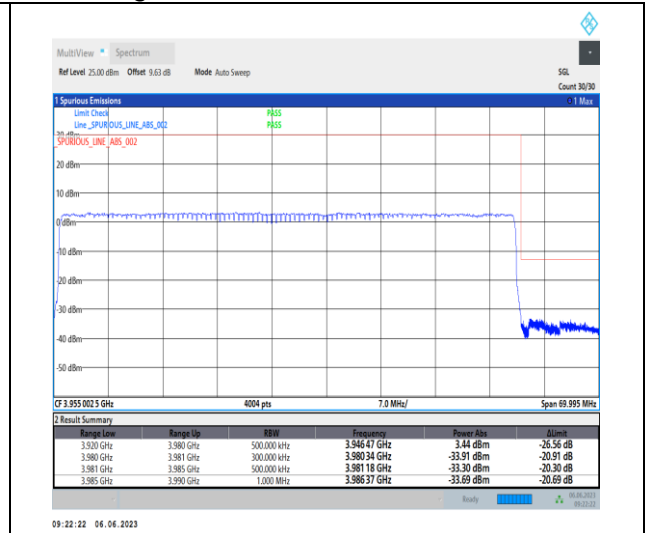 MultiView Spectrum
Ref Level 25.00 dBm Offset 9.63 dB Mode Auto Sweep SGL
Count 30/30
1 Spurious Emissions 1 Max
Limit Check PASS
Line _SPURIOUS_LINE_ABS_002 PASS
30 dBm
_SPURIOUS_LINE_ABS_002
20 dBm
10 dBm
0 dBm
-10 dBm
-20 dBm
-30 dBm
-40 dBm
-50 dBm
CF 3.955 002 5 GHz 4004 pts 7.0 MHz/ Span 69.995 MHz
2 Result Summary
Range Low Range Up RBW Frequency Power Abs ΔLimit
3.920 GHz 3.980 GHz 500.000 kHz 3.946 47 GHz 3.44 dBm -26.56 dB
3.980 GHz 3.981 GHz 300.000 kHz 3.980 34 GHz -33.91 dBm -20.91 dB
3.981 GHz 3.985 GHz 500.000 kHz 3.981 18 GHz -33.30 dBm -20.30 dB
3.985 GHz 3.990 GHz 1.000 MHz 3.986 37 GHz -33.69 dBm -20.69 dB
Ready 06.06.2023
09:22:22
09:22:22 06.06.2023